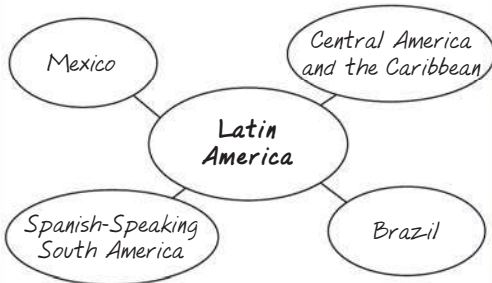 Mexico
Central America
and the Caribbean
Latin
America
Spanish-Speaking
South America
Brazil